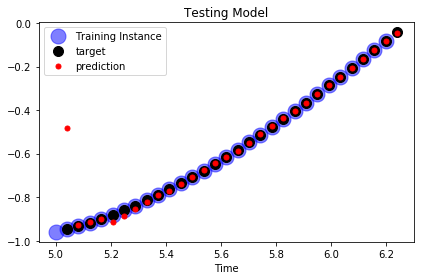 Testing Model
Training Instance
target
prediction
0.0
−0.2
−0.4
−0.6
−0.8
−1.0
5.0 5.2 5.4 5.6 5.8 6.0 6.2
Time